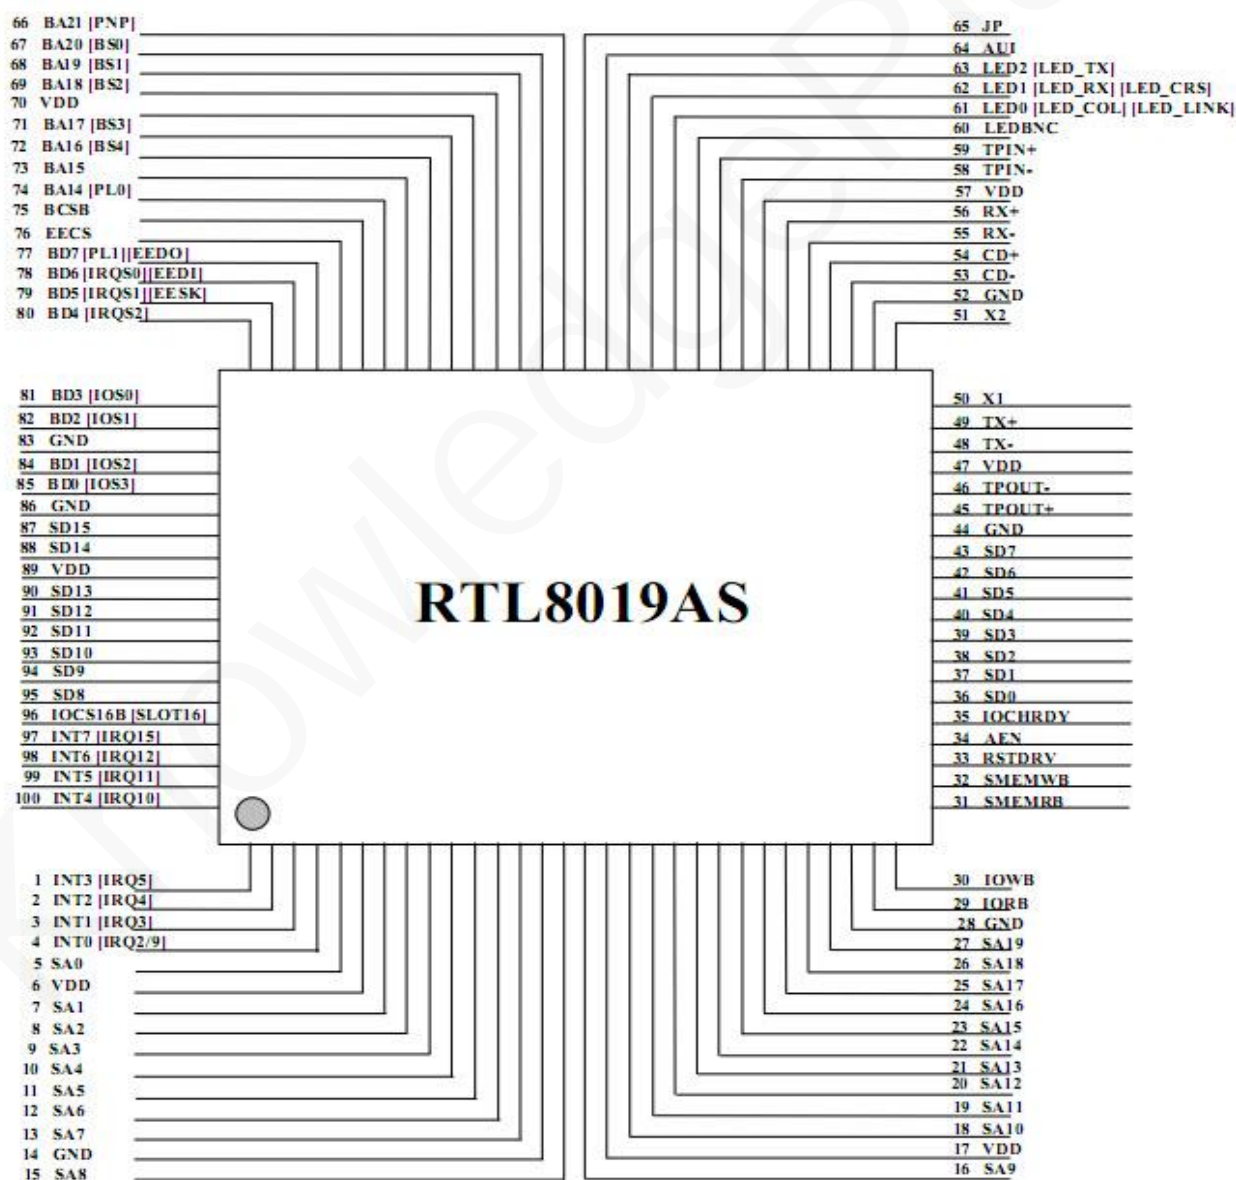 66 BA21 [PNP]
67 BA20 [BS0]
68 BA19 [BS1]
69 BA18 [BS2]
70 VDD
71 BA17 [BS3]
72 BA16 [BS4]
73 BA15
74 BA14 [PL0]
75 BCSB
76 EECS
77 BD7 [PL1][EEDO]
78 BD6 [IRQS0][EEDI]
79 BD5 [IRQS1][EESK]
80 BD4 [IRQS2]
65 JP
64 AUI
63 LED2 [LED_TX]
62 LED1 [LED_RX] [LED_CRS]
61 LED0 [LED_COL] [LED_LINK]
60 LEDBNC
59 TPIN+
58 TPIN-
57 VDD
56 RX+
55 RX-
54 CD+
53 CD-
52 GND
51 X2
81 BD3 [IOS0]
82 BD2 [IOS1]
83 GND
84 BD1 [IOS2]
85 BD0 [IOS3]
86 GND
87 SD15
88 SD14
89 VDD
90 SD13
91 SD12
92 SD11
93 SD10
94 SD9
95 SD8
96 IOCS16B [SLOT16]
97 INT7 [IRQ15]
98 INT6 [IRQ12]
99 INT5 [IRQ11]
100 INT4 [IRQ10]
RTL8019AS
50 X1
49 TX+
48 TX-
47 VDD
46 TPOUT-
45 TPOUT+
44 GND
43 SD7
42 SD6
41 SD5
40 SD4
39 SD3
38 SD2
37 SD1
36 SD0
35 IOCHRDY
34 AEN
33 RSTDRV
32 SMEMWB
31 SMEMRB
1 INT3 [IRQ5]
2 INT2 [IRQ4]
3 INT1 [IRQ3]
4 INT0 [IRQ2/9]
5 SA0
6 VDD
7 SA1
8 SA2
9 SA3
10 SA4
11 SA5
12 SA6
13 SA7
14 GND
15 SA8
30 IOWB
29 IORB
28 GND
27 SA19
26 SA18
25 SA17
24 SA16
23 SA15
22 SA14
21 SA13
20 SA12
19 SA11
18 SA10
17 VDD
16 SA9